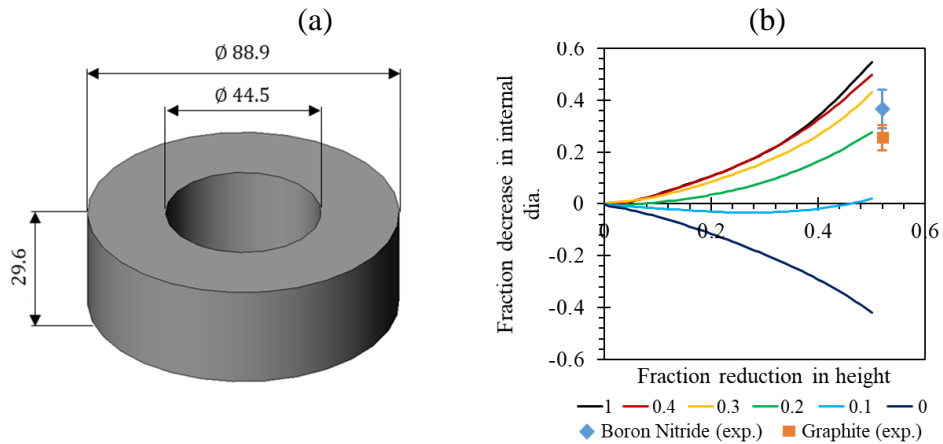 (a)
Ø 88.9
Ø 44.5
29.6
(b)
Fraction decrease in internal
dia.
0.6
0.4
0.2
0
-0.2
-0.4
-0.6
0
0.2
0.4
0.6
Fraction reduction in height
1 0.4 0.3 0.2 0.1 0
Boron Nitride (exp.) Graphite (exp.)